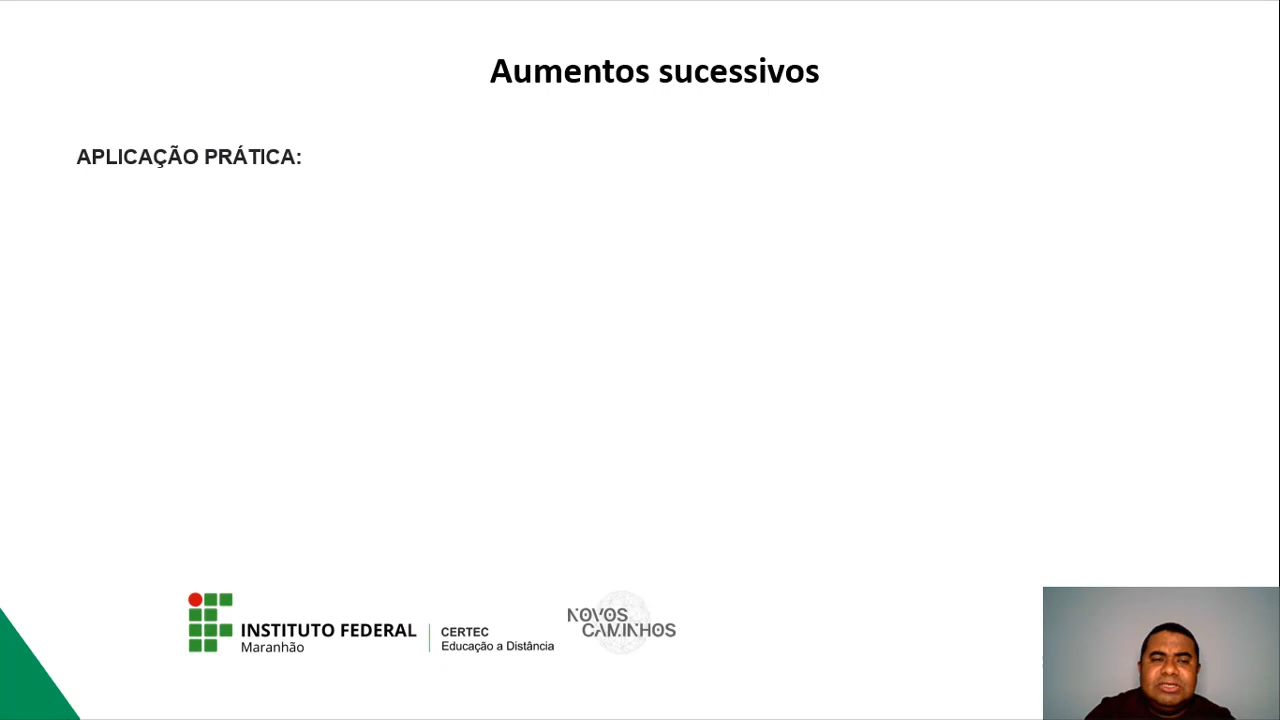 Aumentos sucessivos
APLICAÇÃO PRÁTICA:
INSTITUTO FEDERAL
Maranhão
CERTEC
Educação a Distância
NOVOS
CAMINHOS